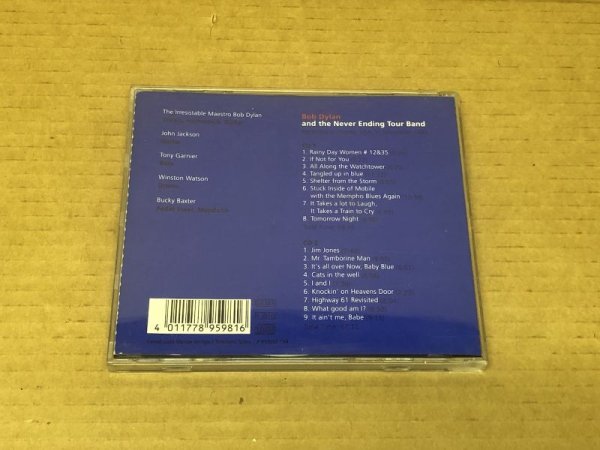 The Irresistable Maestro Bob Dylan
John Jackson
Tony Garnier
Winston Watson
Bucky Baxter
Pedal Steel, Mandolin
4 011778 959816
Bob Dylan
and the Never Ending Tour Band
1. Rainy Day Women # 12&35
2. If Not for You
3. All Along the Watchtower
4. Tangled up in blue
5. Shelter from the Storm
6. Stuck Inside of Mobile
with the Memphis Blues Again
7. It Takes a lot to Laugh,
It Takes a Train to Cry
8. Tomorrow Night
CD 2
1. Jim Jones
2. Mr. Tamborine Man
3. It's all over Now, Baby Blue
4. Cats in the well
5. I and I
6. Knockin' on Heavens Door
7. Highway 61 Revisited
8. What good am I?
9. It ain't me, Babe